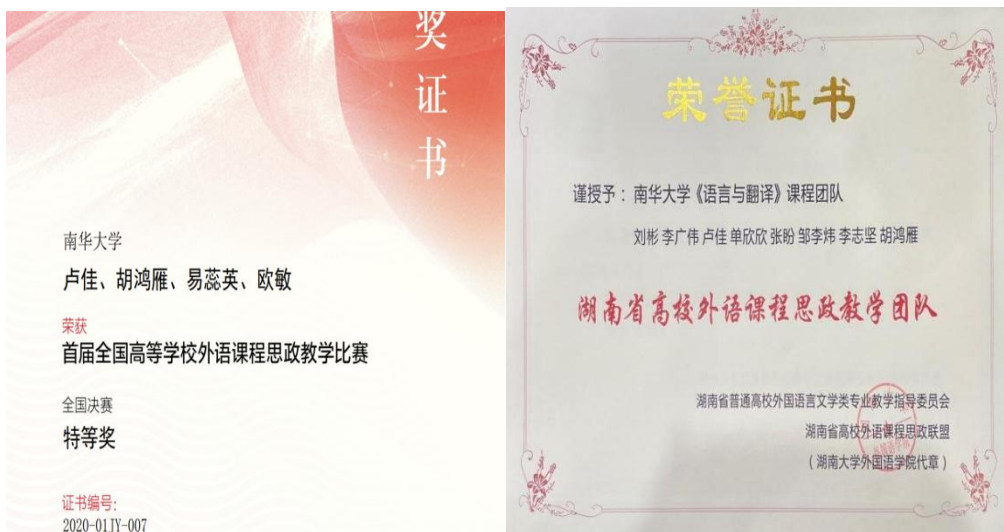 奖证书
南华大学
卢佳、胡鸿雁、易蕊英、欧敏
荣获
首届全国高等学校外语课程思政教学比赛
全国决赛
特等奖
证书编号:
2020-01JY-007
荣誉证书
谨授予：南华大学《语言与翻译》课程团队
刘彬 李广伟 卢佳 单欣欣 张盼 邹李炜 李志坚 胡鸿雁
湖南省高校外语课程思政教学团队
湖南省普通高校外国语言文学类专业教学指导委员会
湖南省高校外语课程思政联盟
（湖南大学外国语学院代章）